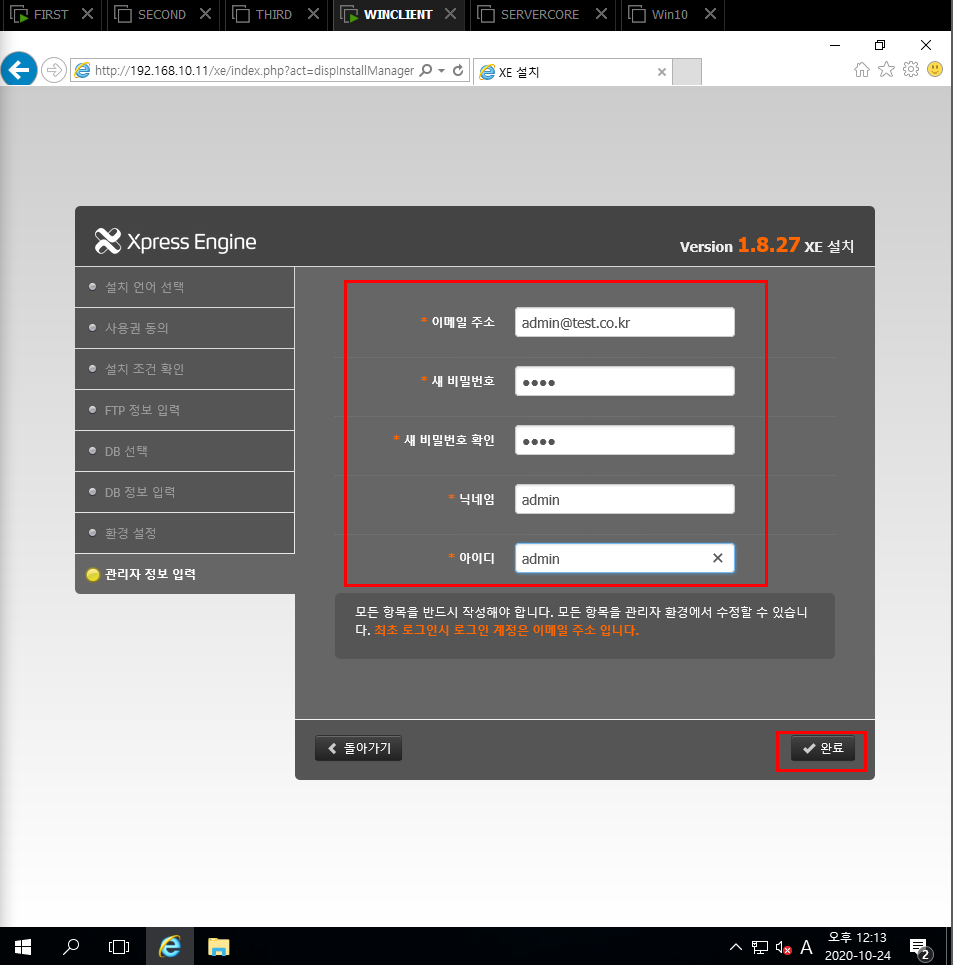 FIRST SECOND THIRD WINCLIENT SERVERCORE Win10
http://192.168.10.11/xe/index.php?act=dispInstallManager XE 설치
Xpress Engine
Version 1.8.27 XE 설치
설치 언어 선택
사용권 동의
설치 조건 확인
FTP 정보 입력
DB 선택
DB 정보 입력
환경 설정
관리자 정보 입력
* 이메일 주소 admin@test.co.kr
* 새 비밀번호 ●●●●
* 새 비밀번호 확인 ●●●●
* 닉네임 admin
* 아이디 admin
모든 항목을 반드시 작성해야 합니다. 모든 항목을 관리자 환경에서 수정할 수 있습니
다. 최초 로그인시 로그인 계정은 이메일 주소 입니다.
돌아가기
완료
A 오후 12:13
2020-10-24
2